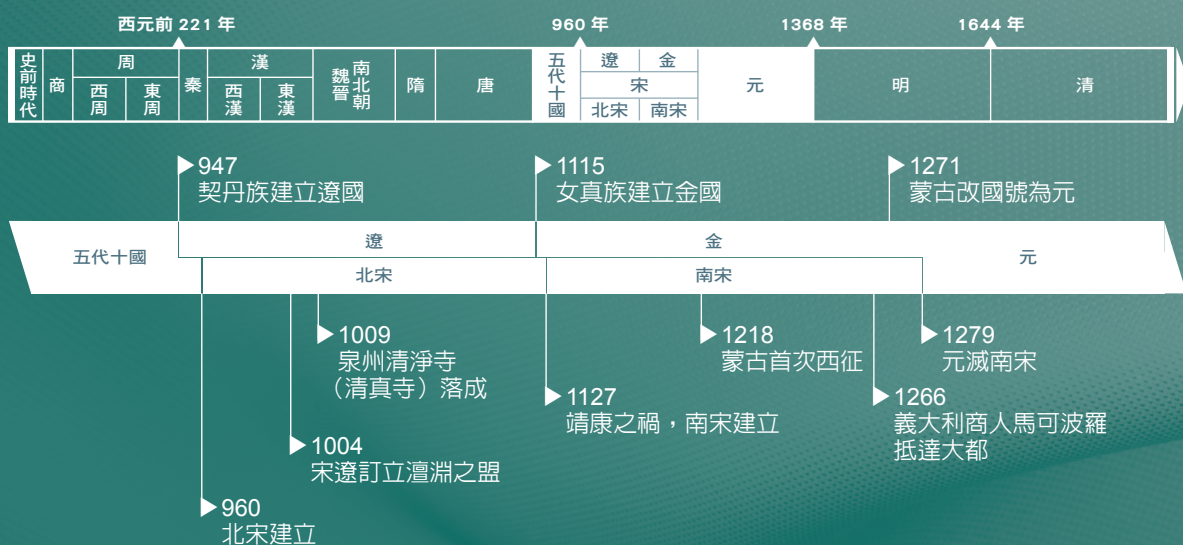 西元前 221 年
960 年
1368 年
1644 年
史前時代
商
周
西周
東周
秦
漢
西漢
東漢
魏晉
南北朝
隋
唐
五代十國
遼
金
宋
北宋
南宋
元
明
清
947
契丹族建立遼國
1115
女真族建立金國
1271
蒙古改國號為元
五代十國
遼
金
元
北宋
南宋
1009
泉州清淨寺
（清真寺）落成
1218
蒙古首次西征
1279
元滅南宋
1127
靖康之禍，南宋建立
1266
義大利商人馬可波羅
抵達大都
1004
宋遼訂立澶淵之盟
960
北宋建立